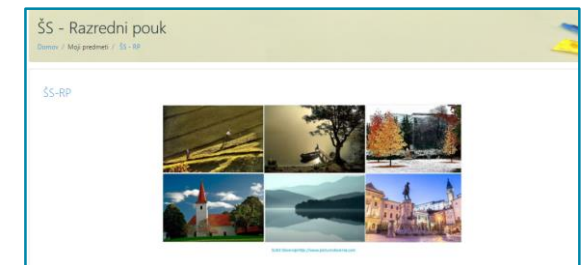 ŠS - Razredni pouk
Domov / Moji predmeti / ŠS - RP
ŠS-RP